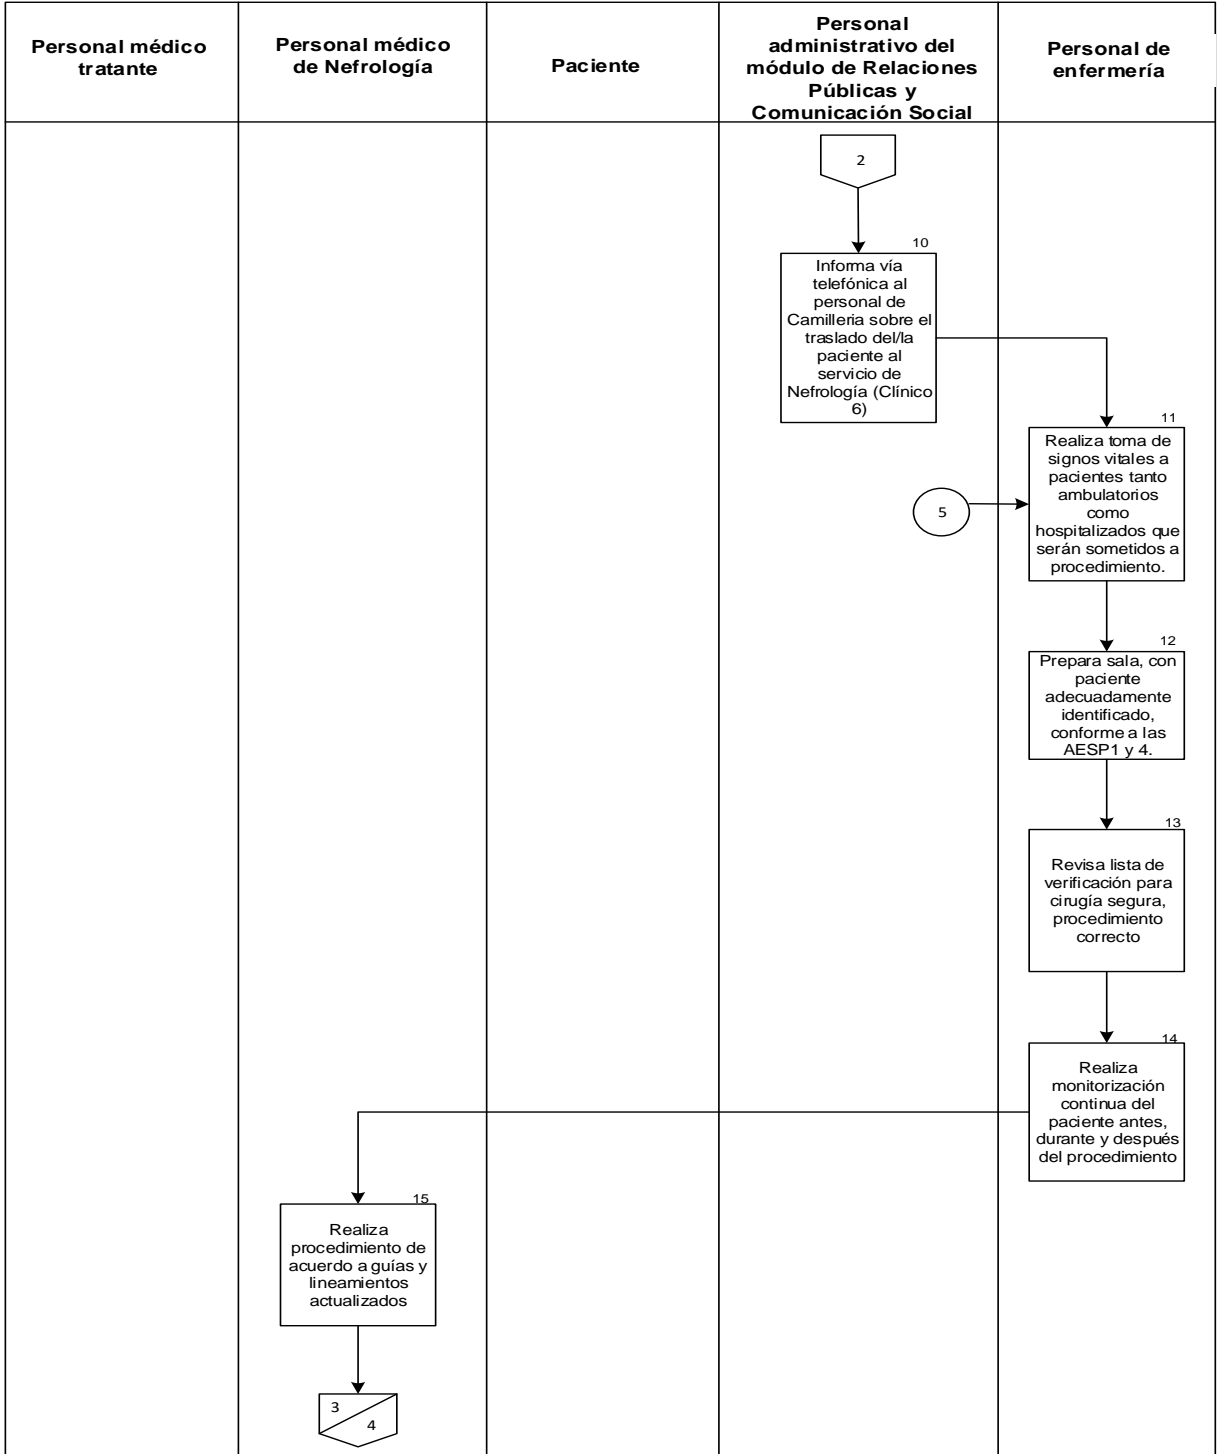 Personal médico
tratante
Personal médico
de Nefrología
Paciente
Personal
administrativo del
módulo de Relaciones
Públicas y
Comunicación Social
Personal de
enfermería
2
10
Informa vía
telefónica al
personal de
Camilleria sobre el
traslado del/la
paciente al
servicio de
Nefrología (Clínico
6)
11
Realiza toma de
signos vitales a
pacientes tanto
ambulatorios
como
hospitalizados que
serán sometidos a
procedimiento.
5
12
Prepara sala, con
paciente
adecuadamente
identificado,
conforme a las
AESP1 y 4.
13
Revisa lista de
verificación para
cirugía segura,
procedimiento
correcto
14
Realiza
monitorización
continua del
paciente antes,
durante y después
del procedimiento
15
Realiza
procedimiento de
acuerdo a guías y
lineamientos
actualizados
3
4